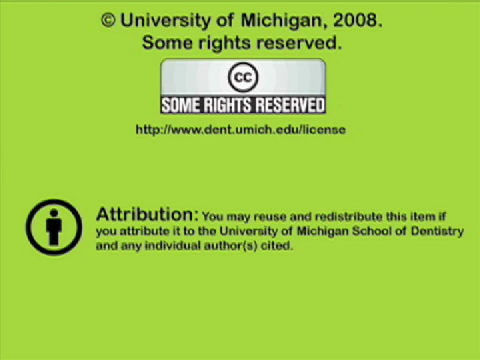 © University of Michigan, 2008.
Some rights reserved.
cc
SOME RIGHTS RESERVED
http://www.dent.umich.edu/license
Attribution: You may reuse and redistribute this item if
you attribute it to the University of Michigan School of Dentistry
and any individual author(s) cited.